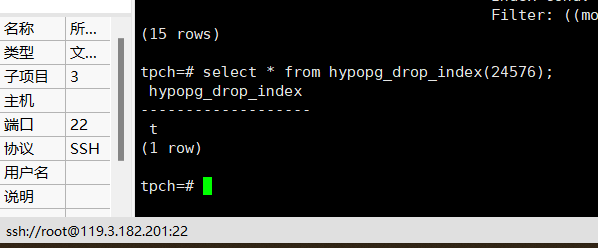 名称 所...
类型 文...
子项目 3
主机
端口 22
协议 SSH
用户名
说明
Filter: ((mo
(15 rows)
tpch=# select * from hypopg_drop_index(24576);
hypopg_drop_index
-------------------
t
(1 row)
tpch=#
ssh://root@119.3.182.201:22